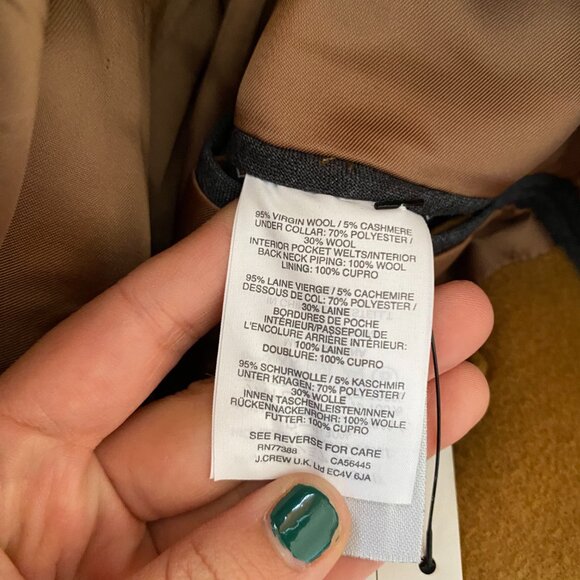 95% VIRGIN WOOL / 5% CASHMERE
UNDER COLLAR: 70% POLYESTER /
30% WOOL
INTERIOR POCKET WELTS/INTERIOR
BACK NECK PIPING: 100% WOOL
LINING: 100% CUPRO
95% LAINE VIERGE / 5% CACHEMIRE
DESSOUS DE COL: 70% POLYESTER /
30% LAINE
BORDURES DE POCHE
INTÉRIEUR/PASSEPOIL DE
L'ENCOLURE ARRIÈRE INTÉRIEUR:
100% LAINE
DOUBLURE: 100% CUPRO
95% SCHURWOLLE / 5% KASCHMIR
UNTER KRAGEN: 70% POLYESTER /
30% WOLLE
INNEN TASCHENLEISTEN/INNEN
RÜCKENNACKENROHR: 100% WOLLE
FUTTER: 100% CUPRO
SEE REVERSE FOR CARE
RN77388 CA56445
J.CREW U.K. Ltd EC4V 6JA